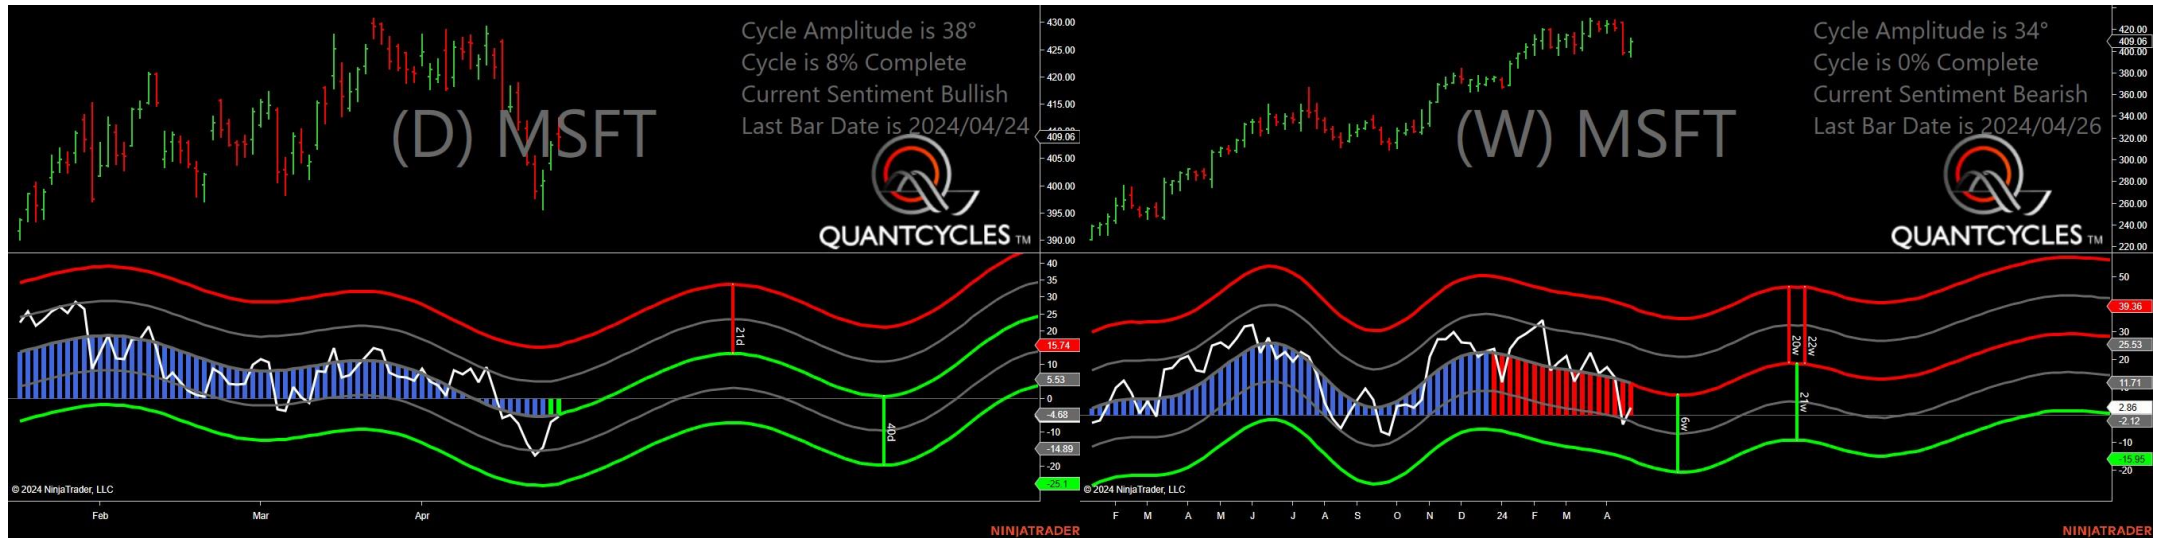 Cycle Amplitude is 38°
Cycle is 8% Complete
Current Sentiment Bullish
Last Bar Date is 2024/04/24
(D) MSFT
QUANTCYCLES TM
430.00
425.00
420.00
415.00
410.00
409.06
405.00
400.00
395.00
390.00
40
35
30
25
20
15.74
10
5.53
0
-4.68
-10
-14.89
-20
-25.1
21d
40d
© 2024 NinjaTrader, LLC
Feb Mar Apr
NINJATRADER
Cycle Amplitude is 34°
Cycle is 0% Complete
Current Sentiment Bearish
Last Bar Date is 2024/04/26
(W) MSFT
QUANTCYCLES TM
420.00
409.06
400.00
380.00
360.00
340.00
320.00
300.00
280.00
260.00
240.00
220.00
50
39.36
30
25.53
20
11.71
2.86
-2.12
-10
-15.95
-20
6w
20w
22w
21w
© 2024 NinjaTrader, LLC
F M A M J J A S O N D 24 F M A
NINJATRADER